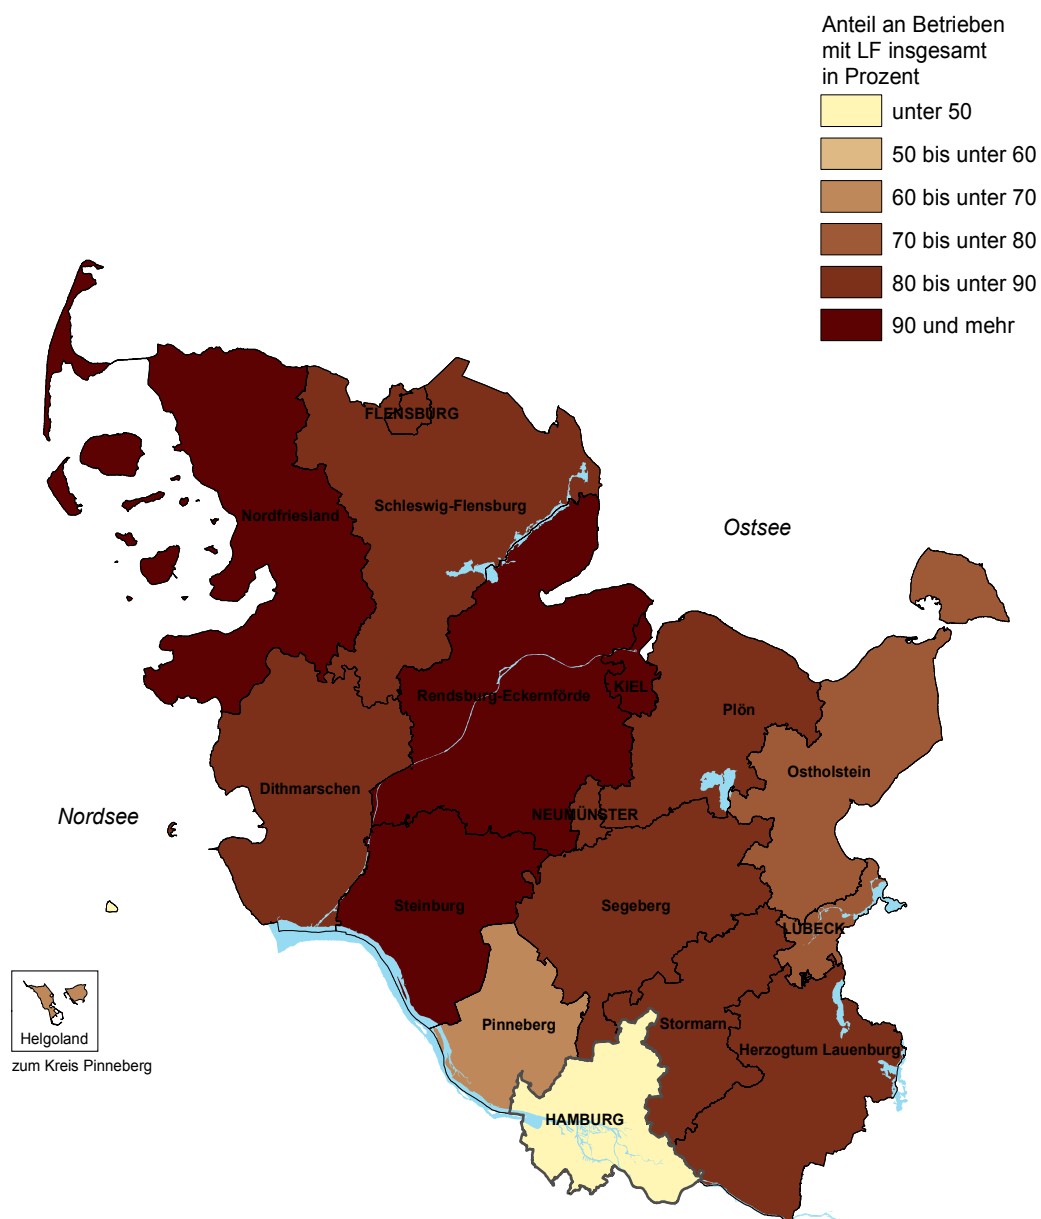 Anteil an Betrieben
mit LF insgesamt
in Prozent
unter 50
50 bis unter 60
60 bis unter 70
70 bis unter 80
80 bis unter 90
90 und mehr
FLENSBURG
Schleswig-Flensburg
Nordfriesland
Ostsee
KIEL
Rendsburg-Eckernförde
Plön
Ostholstein
Dithmarschen
Nordsee
NEUMÜNSTER
Steinburg
Segeberg
LÜBECK
Pinneberg
Stormarn
Helgoland
zum Kreis Pinneberg
Herzogtum Lauenburg
HAMBURG